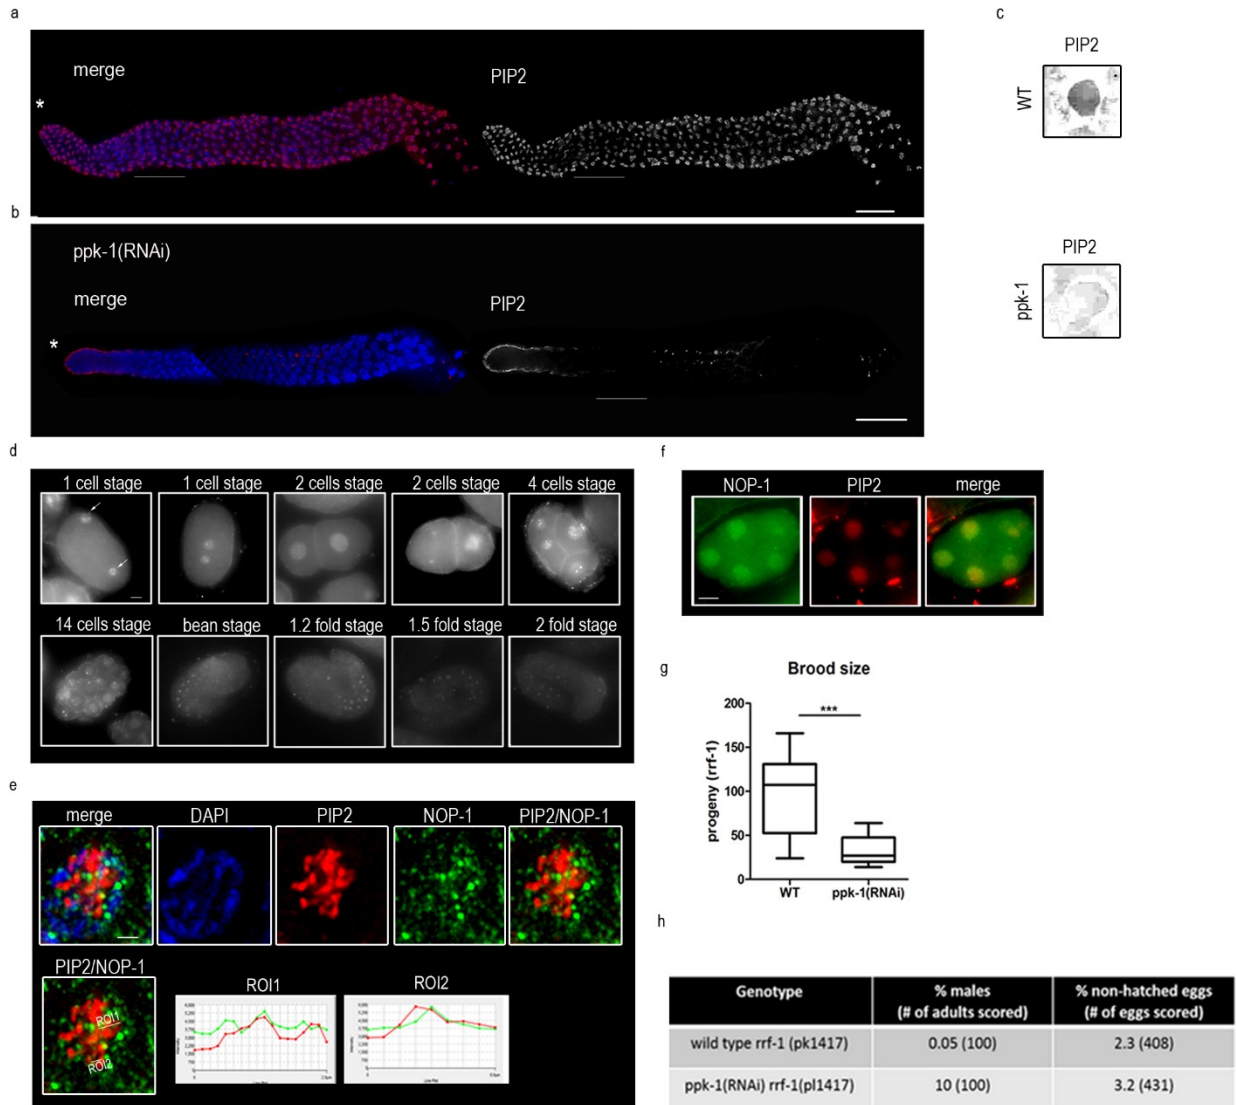 a
merge
PIP2
*
b
ppk-1(RNAi)
merge
PIP2
*
c
PIP2
WT
PIP2
ppk-1
d
1 cell stage
1 cell stage
2 cells stage
2 cells stage
4 cells stage
14 cells stage
bean stage
1.2 fold stage
1.5 fold stage
2 fold stage
e
merge
DAPI
PIP2
NOP-1
PIP2/NOP-1
PIP2/NOP-1
ROI1
ROI2
ROI1
ROI2
f
NOP-1
PIP2
merge
g
Brood size
progeny (rrf-1)
200
150
100
50
0
***
WT
ppk-1(RNAi)
h
Genotype
% males
(# of adults scored)
% non-hatched eggs
(# of eggs scored)
wild type rrf-1 (pk1417)
0.05 (100)
2.3 (408)
ppk-1(RNAi) rrf-1(pl1417)
10 (100)
3.2 (431)